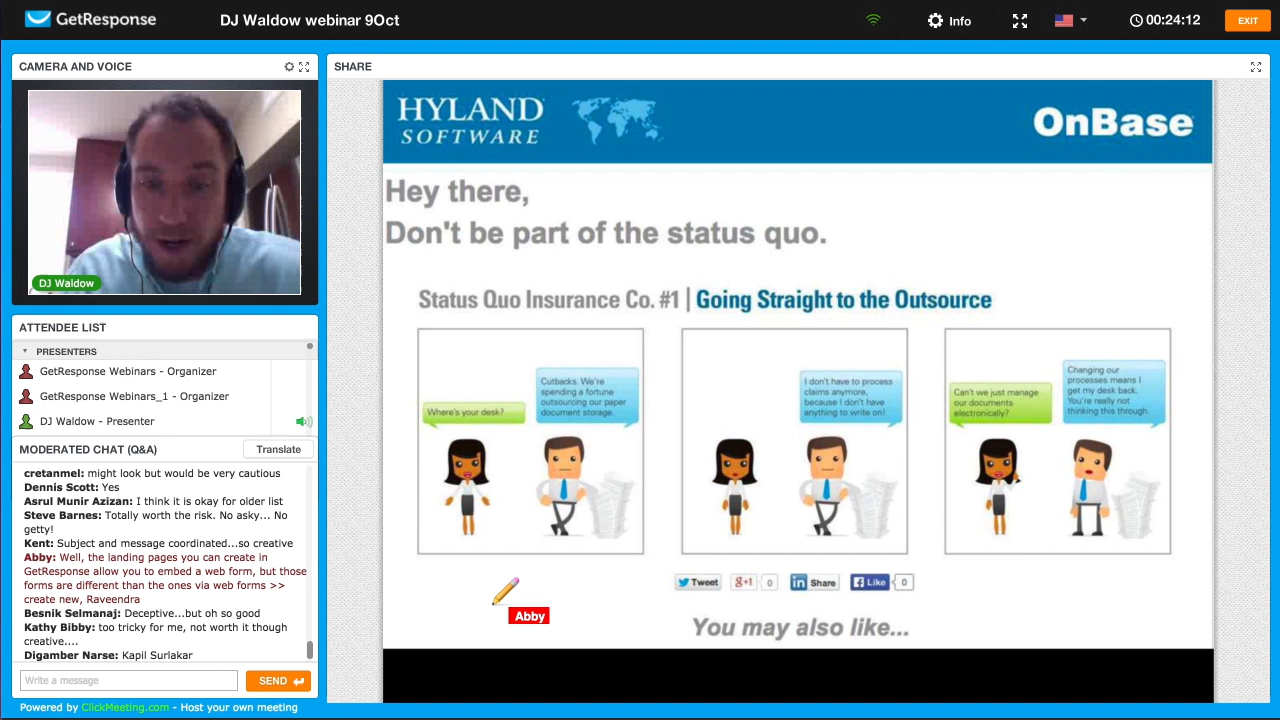 GetResponse
DJ Waldow webinar 9Oct
Info
00:24:12
EXIT
CAMERA AND VOICE
DJ Waldow
ATTENDEE LIST
PRESENTERS
GetResponse Webinars - Organizer
GetResponse Webinars_1 - Organizer
DJ Waldow - Presenter
MODERATED CHAT (Q&A)
Translate
cretanmel: might look but would be very cautious
Dennis Scott: Yes
Asrul Munir Azizan: I think it is okay for older list
Steve Barnes: Totally worth the risk. No asky... No
getty!
Kent: Subject and message coordinated...so creative
Abby: Well, the landing pages you can create in
GetResponse allow you to embed a web form, but those
forms are different than the ones via web forms >>
create new, Raveendra
Besnik Selmanaj: Deceptive...but oh so good
Kathy Bibby: too tricky for me, not worth it though
creative....
Digamber Narse: Kapil Surlakar
Write a message
SEND
Powered by ClickMeeting.com - Host your own meeting
SHARE
HYLAND
SOFTWARE
OnBase
Hey there,
Don't be part of the status quo.
Status Quo Insurance Co. #1 | Going Straight to the Outsource
Where's your desk?
Cutbacks. We're
spending a fortune
outsourcing our paper
document storage.
I don't have to process
claims anymore,
because I don't have
anything to write on!
Can't we just manage
our documents
electronically?
Changing our
processes means I
get my desk back.
You're really not
thinking this through.
Tweet
g+1
0
in Share
Like
0
Abby
You may also like...